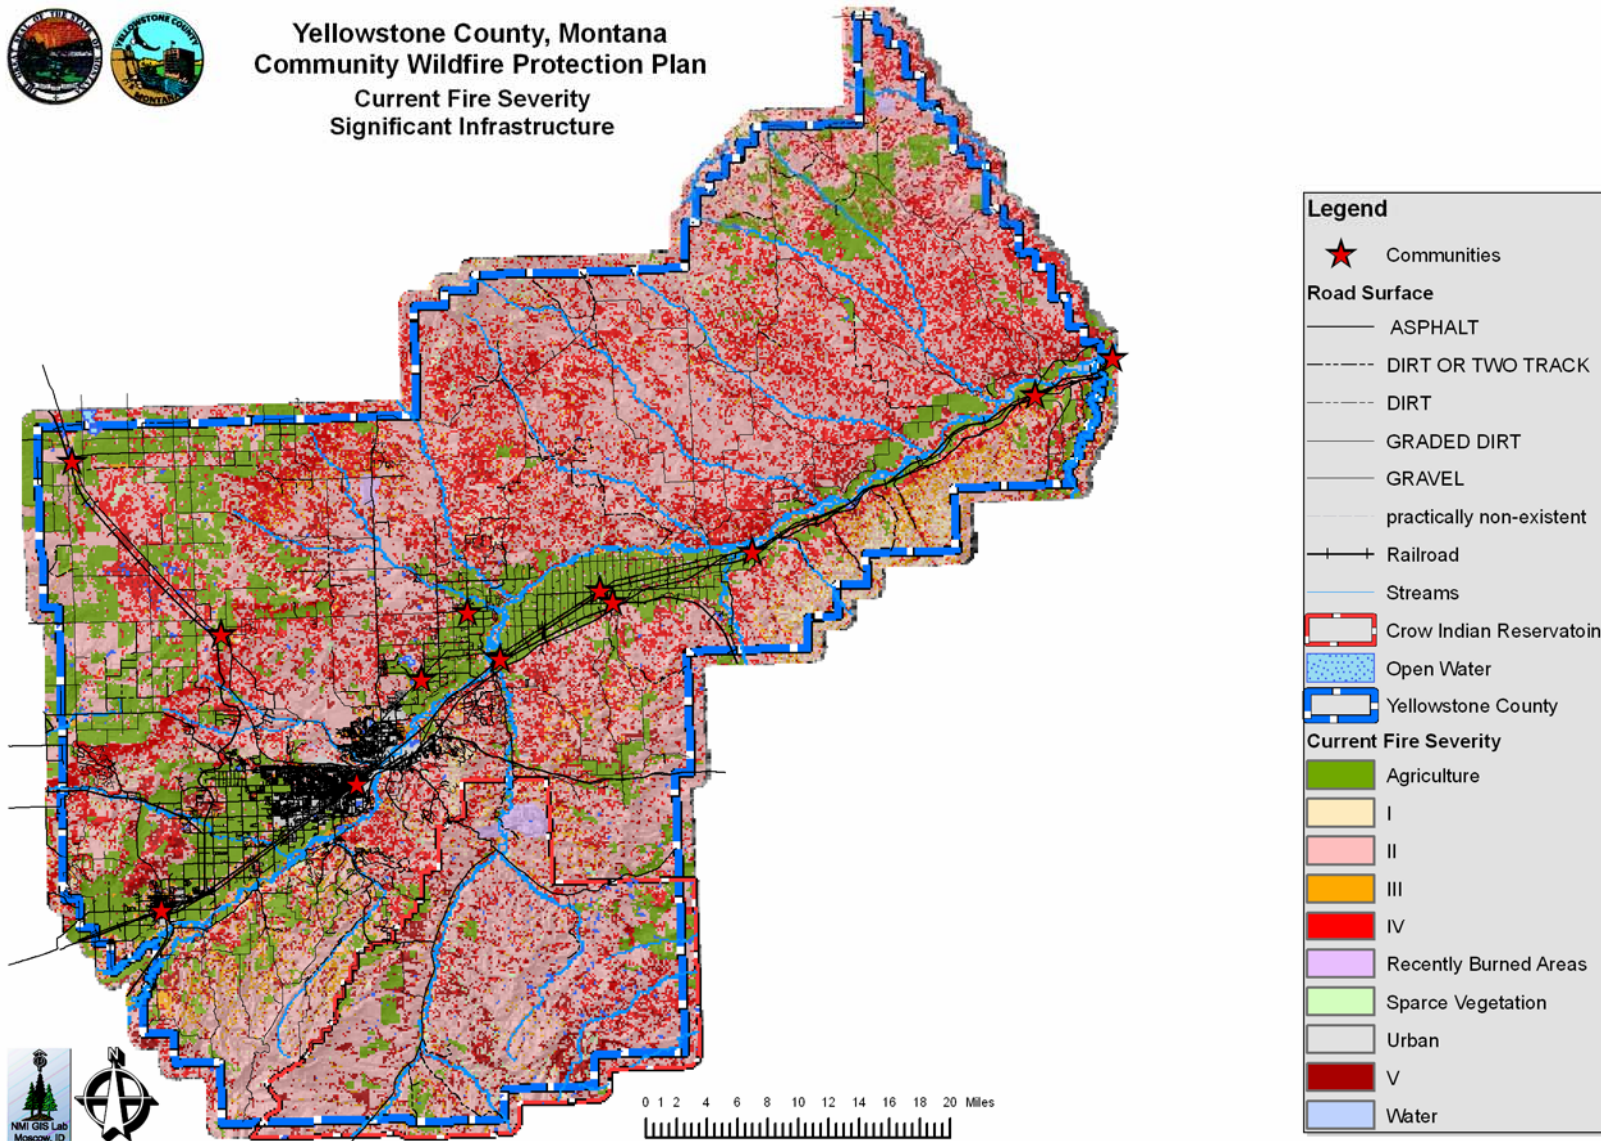 Yellowstone County, Montana
Community Wildfire Protection Plan
Current Fire Severity
Significant Infrastructure
YELLOWSTONE COUNTY
MONTANA
Legend
Communities
Road Surface
ASPHALT
DIRT OR TWO TRACK
DIRT
GRADED DIRT
GRAVEL
practically non-existent
Railroad
Streams
Crow Indian Reservatoin
Open Water
Yellowstone County
Current Fire Severity
Agriculture
I
II
III
IV
Recently Burned Areas
Sparce Vegetation
Urban
V
Water
N
NMI GIS Lab
Moscow, ID
0 1 2 4 6 8 10 12 14 16 18 20 Miles